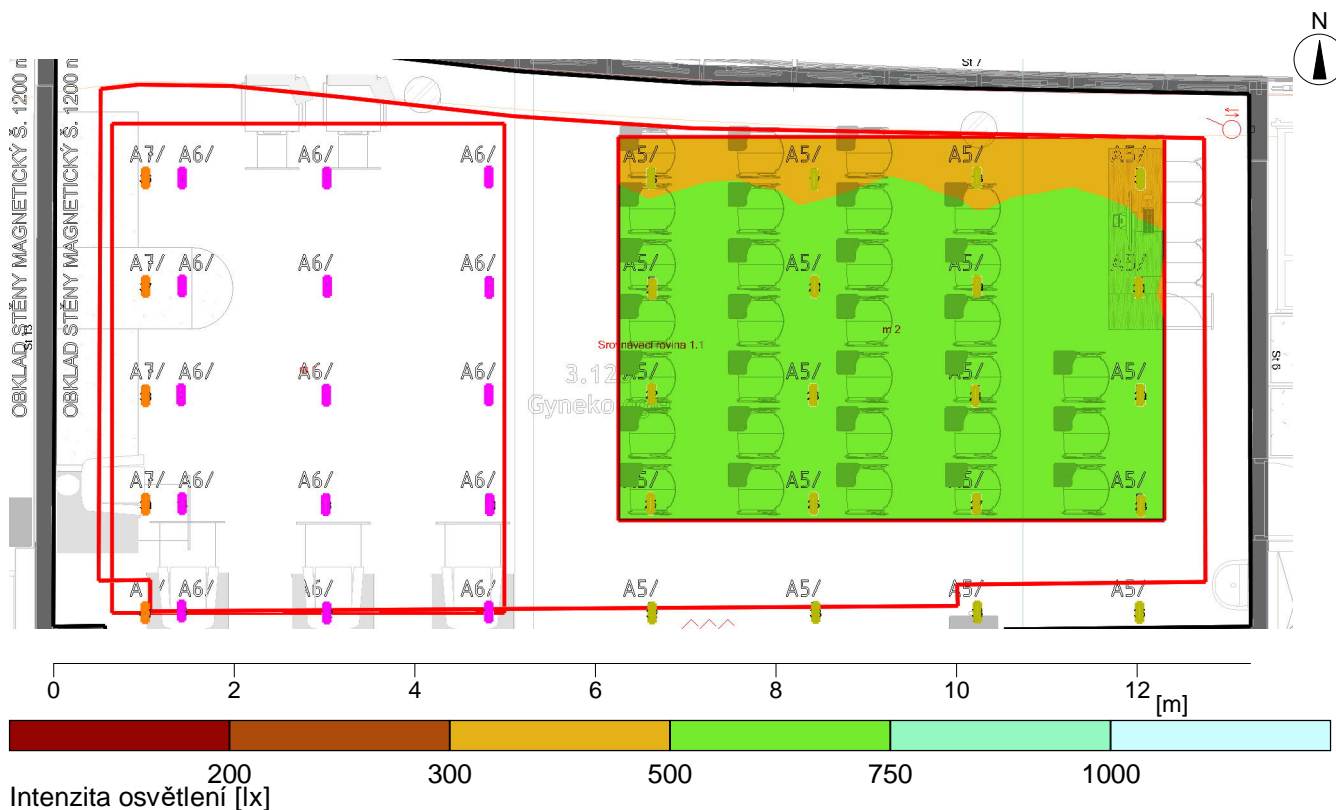 N
St 7
OBKLAD STĚNY MAGNETICKÝ Š. 1200 m
OBKLAD STĚNY MAGNETICKÝ Š. 1200 m
A7/ A6/ A6/ A6/ A5/ A5/ A5/ A5/
A7/ A6/ A6/ A6/ A5/ A5/ A5/ A5/
m 2
Srovnávací rovina 1.1
St 6
A7/ A6/ A6/ A6/ A5/ A5/ A5/ A5/
3.12
Gyneko
A7/ A6/ A6/ A6/ A5/ A5/ A5/ A5/
A7/ A6/ A6/ A6/ A5/ A5/ A5/ A5/
0 2 4 6 8 10 12 [m]
200 300 500 750 1000
Intenzita osvětlení [lx]